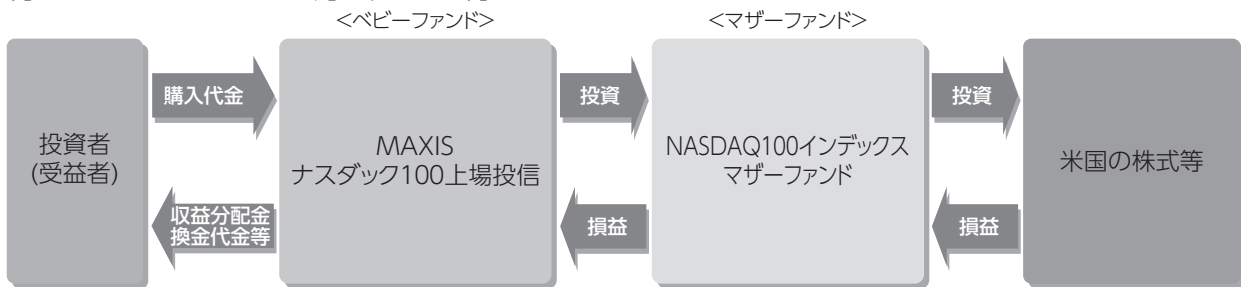 <ベビーファンド>
<マザーファンド>
投資者
(受益者)
購入代金
収益分配金
換金代金等
MAXIS
ナスダック100上場投信
投資
損益
NASDAQ100インデックス
マザーファンド
投資
損益
米国の株式等